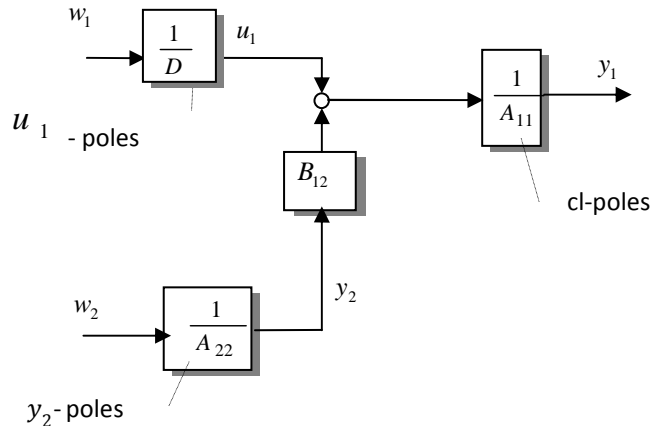 w₁
1
D
u₁
1
A₁₁
y₁
u ₁ - poles
B₁₂
cl-poles
w₂
1
A₂₂
y₂
y₂- poles